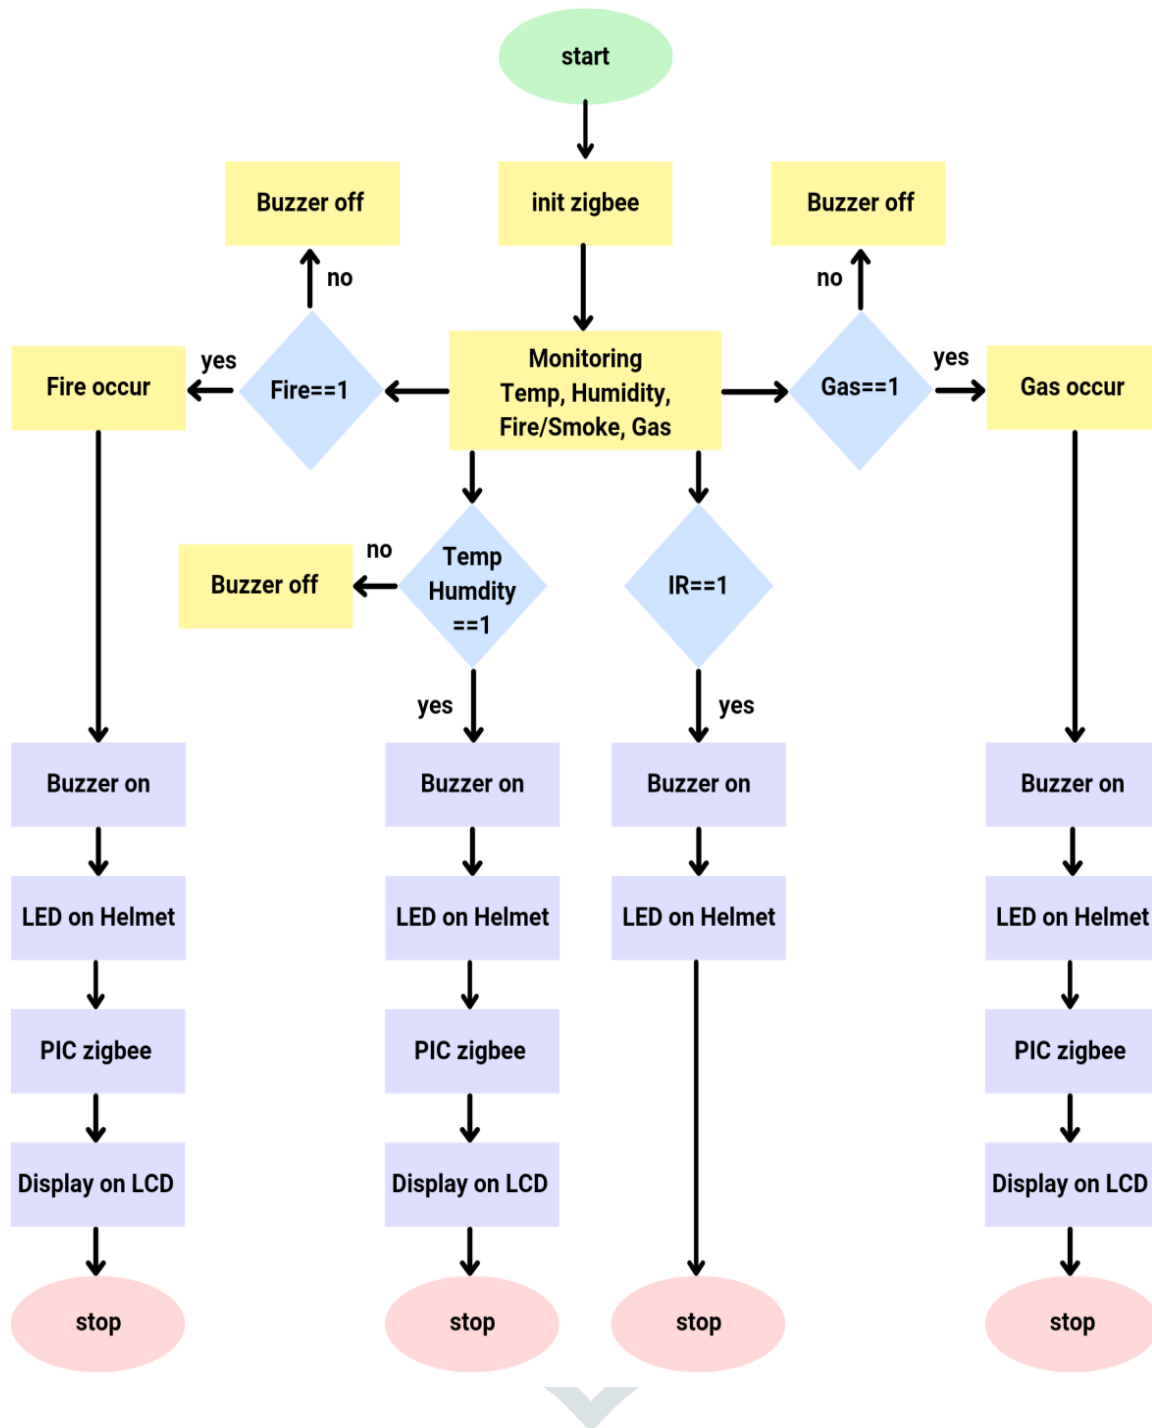 start
Buzzer off
init zigbee
Buzzer off
no
no
yes
Fire occur
Fire==1
Monitoring
Temp, Humidity,
Fire/Smoke, Gas
Gas==1
yes
Gas occur
no
Buzzer off
Temp
Humdity
==1
IR==1
yes
yes
Buzzer on
Buzzer on
Buzzer on
Buzzer on
LED on Helmet
LED on Helmet
LED on Helmet
LED on Helmet
PIC zigbee
PIC zigbee
PIC zigbee
Display on LCD
Display on LCD
Display on LCD
stop
stop
stop
stop